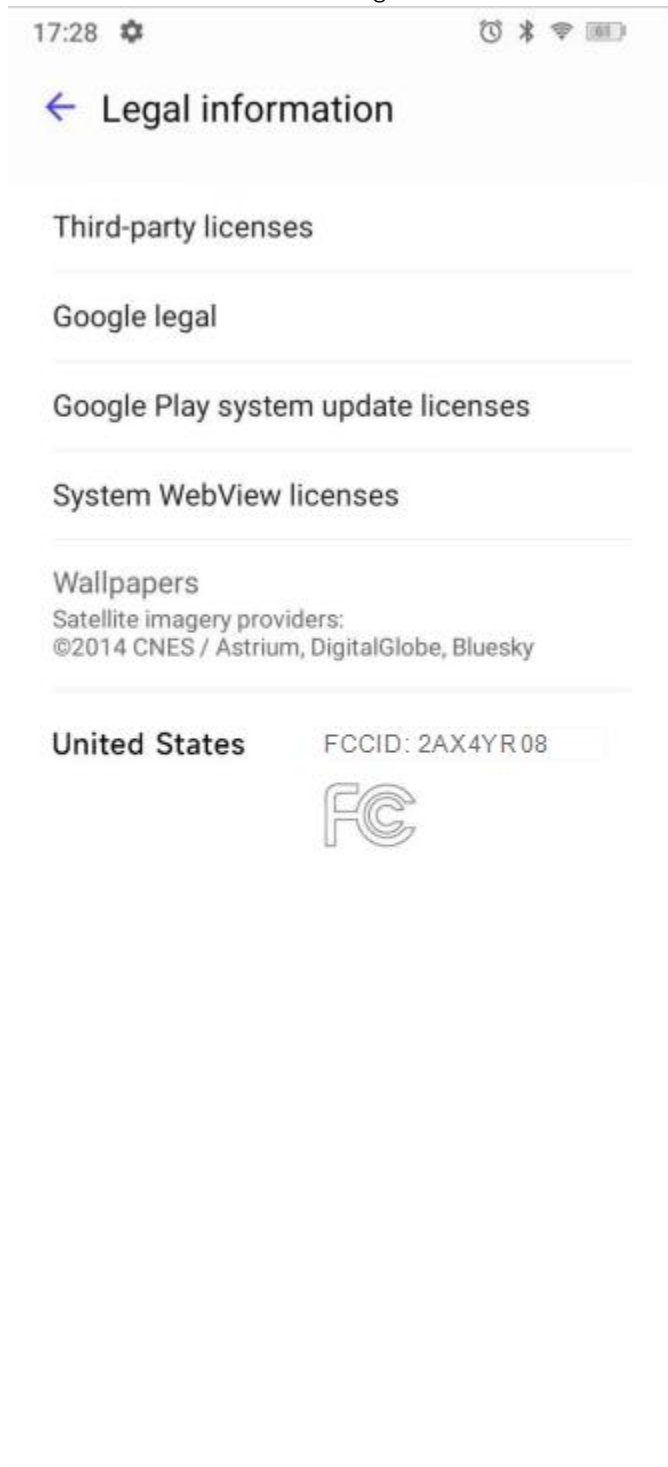 17:28
Legal information
Third-party licenses
Google legal
Google Play system update licenses
System WebView licenses
Wallpapers
Satellite imagery providers:
©2014 CNES / Astrium, DigitalGlobe, Bluesky
United States FCCID: 2AX4YR08
FC